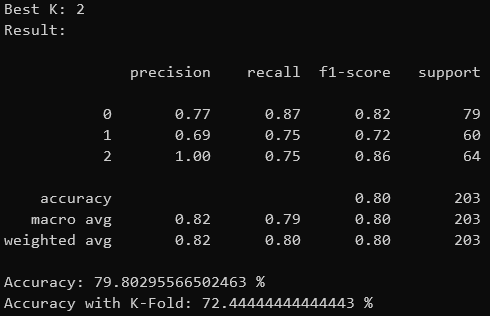 Best K: 2
Result:
precision recall f1-score support
0 0.77 0.87 0.82 79
1 0.69 0.75 0.72 60
2 1.00 0.75 0.86 64
accuracy 0.80 203
macro avg 0.82 0.79 0.80 203
weighted avg 0.82 0.80 0.80 203
Accuracy: 79.80295566502463 %
Accuracy with K-Fold: 72.44444444444443 %